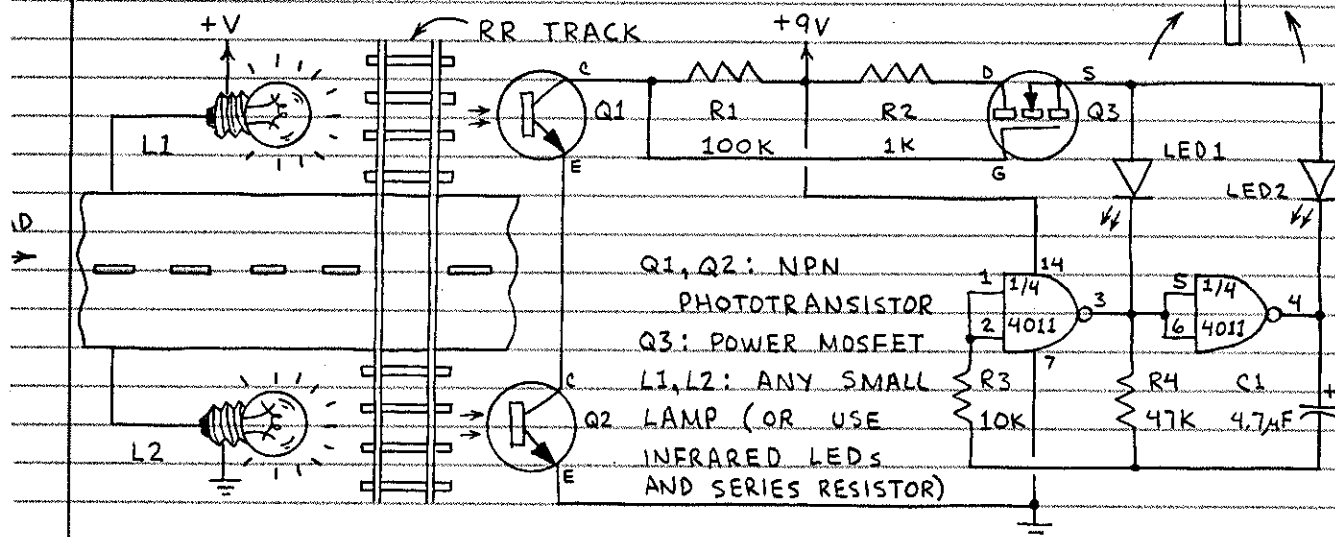 +V
RR TRACK
+9V
C
D
S
Q1
R1
R2
Q3
L1
100K
1K
E
G
LED1
LED2
Q1, Q2: NPN
PHOTOTRANSISTOR
Q3: POWER MOSFET
L1, L2: ANY SMALL
LAMP (OR USE
INFRARED LEDs
AND SERIES RESISTOR)
14
1
1/4
3
5
1/4
4
2
4011
6
4011
7
C
R3
R4
C1
+
Q2
10K
47K
4.7µF
L2
E